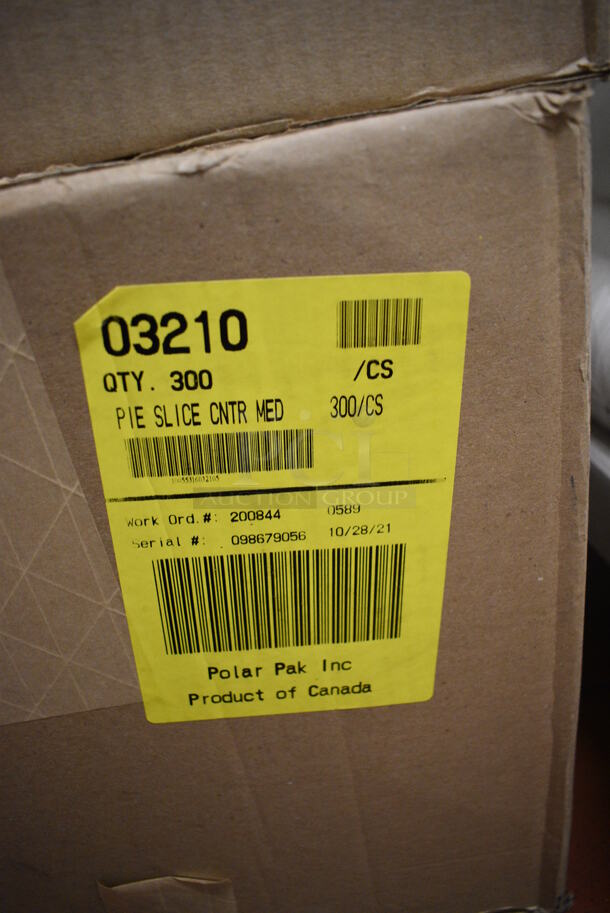 03210
QTY. 300 /CS
PIE SLICE CNTR MED 300/CS
PCI
AUCTION GROUP
Work Ord.#: 200844 0589
Serial #: 098679056 10/28/21
Polar Pak Inc
Product of Canada